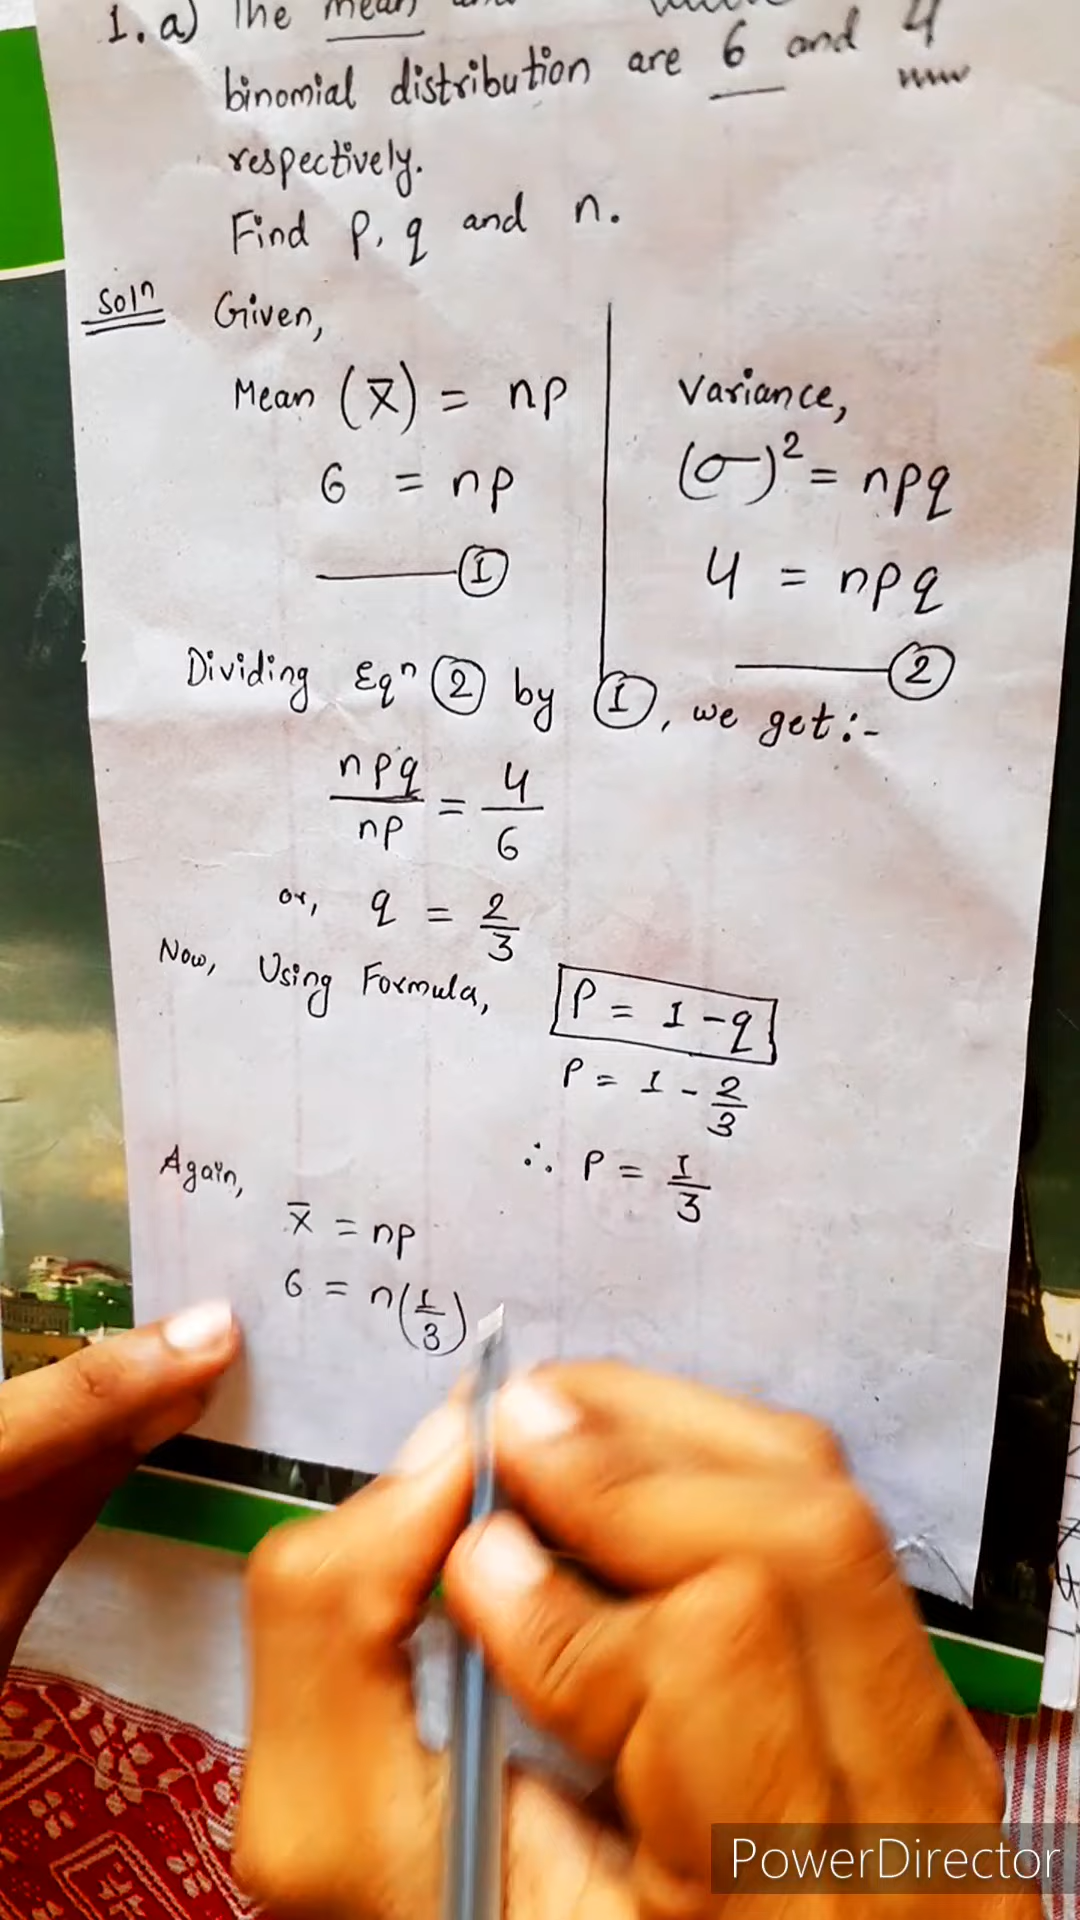 1. a) The mean
binomial distribution are 6 and 4
respectively.
Find p, q and n.
Soln Given,
Mean (x̄) = np
6 = np
——— ①
Variance,
(σ)² = npq
4 = npq
——— ②
Dividing Eqⁿ ② by ①, we get:-
npq/np = 4/6
or, q = 2/3
Now, Using Formula, P = 1 - q
P = 1 - 2/3
∴ P = 1/3
Again,
x̄ = np
6 = n(1/3)
PowerDirector